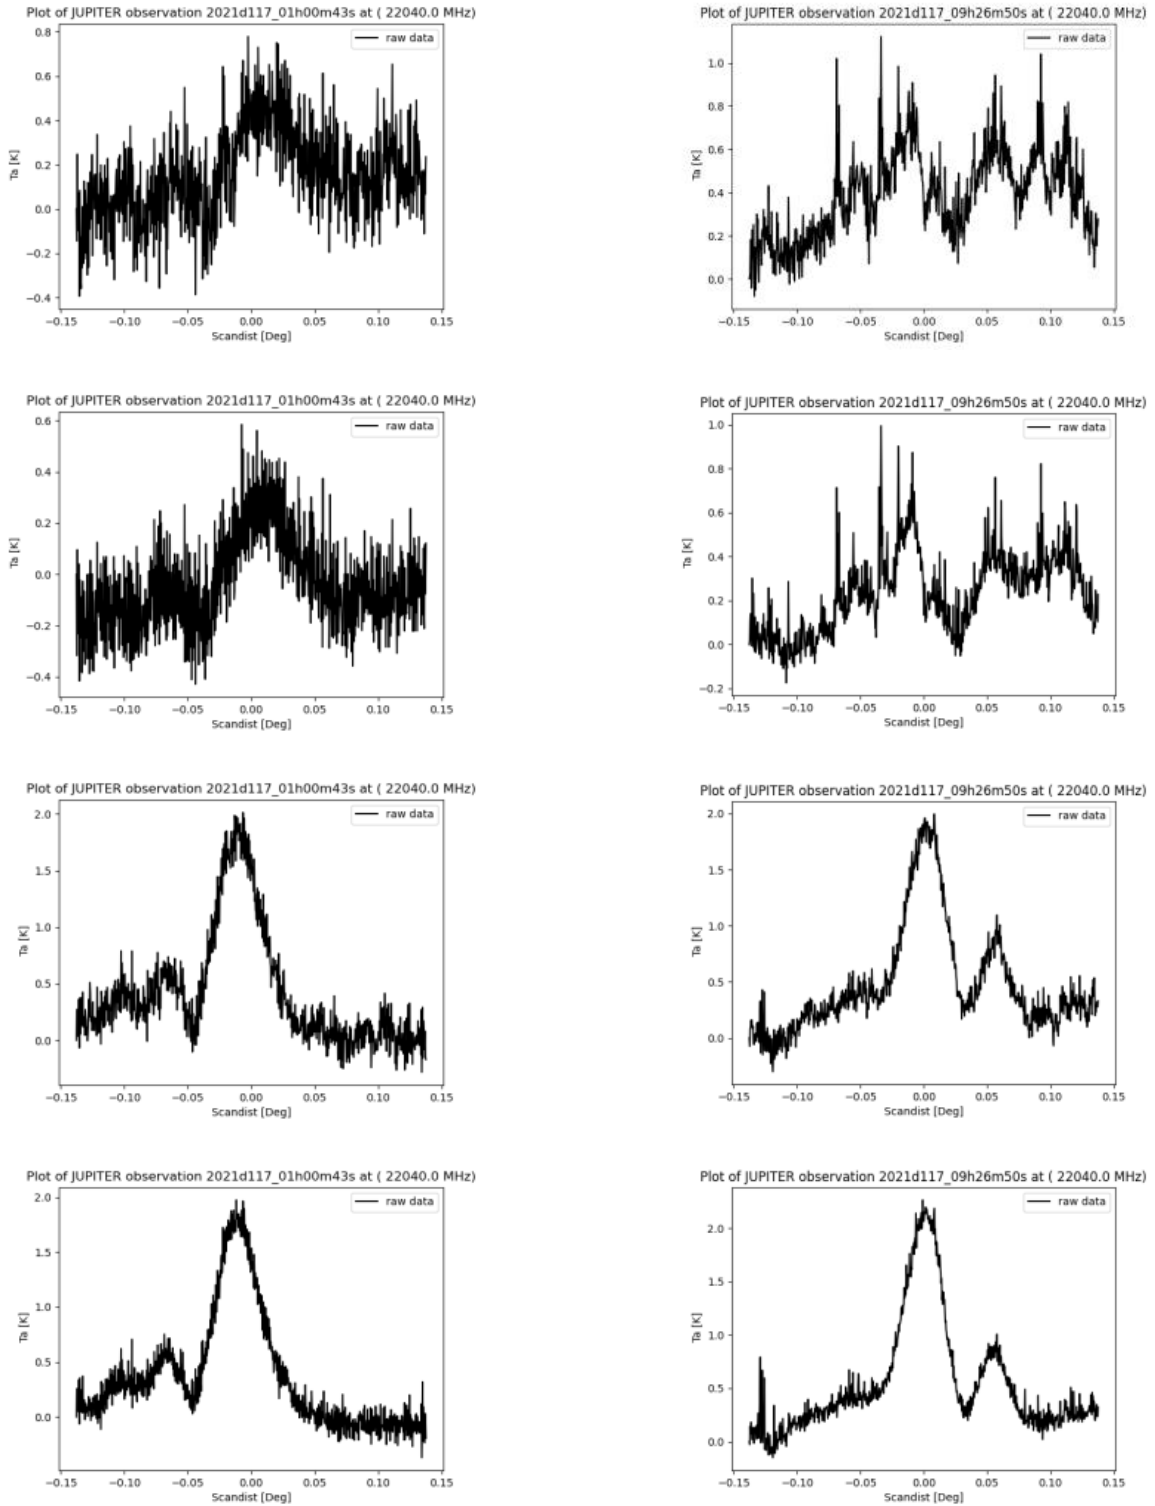 Plot of JUPITER observation 2021d117_01h00m43s at ( 22040.0 MHz)
raw data
0.8
0.6
0.4
0.2
0.0
−0.2
−0.4
Ta [K]
−0.15 −0.10 −0.05 0.00 0.05 0.10 0.15
Scandist [Deg]
Plot of JUPITER observation 2021d117_09h26m50s at ( 22040.0 MHz)
raw data
1.0
0.8
0.6
0.4
0.2
0.0
Ta [K]
−0.15 −0.10 −0.05 0.00 0.05 0.10 0.15
Scandist [Deg]
Plot of JUPITER observation 2021d117_01h00m43s at ( 22040.0 MHz)
raw data
0.6
0.4
0.2
0.0
−0.2
−0.4
Ta [K]
−0.15 −0.10 −0.05 0.00 0.05 0.10 0.15
Scandist [Deg]
Plot of JUPITER observation 2021d117_09h26m50s at ( 22040.0 MHz)
raw data
1.0
0.8
0.6
0.4
0.2
0.0
−0.2
Ta [K]
−0.15 −0.10 −0.05 0.00 0.05 0.10 0.15
Scandist [Deg]
Plot of JUPITER observation 2021d117_01h00m43s at ( 22040.0 MHz)
raw data
2.0
1.5
1.0
0.5
0.0
Ta [K]
−0.15 −0.10 −0.05 0.00 0.05 0.10 0.15
Scandist [Deg]
Plot of JUPITER observation 2021d117_09h26m50s at ( 22040.0 MHz)
raw data
2.0
1.5
1.0
0.5
0.0
Ta [K]
−0.15 −0.10 −0.05 0.00 0.05 0.10 0.15
Scandist [Deg]
Plot of JUPITER observation 2021d117_01h00m43s at ( 22040.0 MHz)
raw data
2.0
1.5
1.0
0.5
0.0
Ta [K]
−0.15 −0.10 −0.05 0.00 0.05 0.10 0.15
Scandist [Deg]
Plot of JUPITER observation 2021d117_09h26m50s at ( 22040.0 MHz)
raw data
2.0
1.5
1.0
0.5
0.0
Ta [K]
−0.15 −0.10 −0.05 0.00 0.05 0.10 0.15
Scandist [Deg]